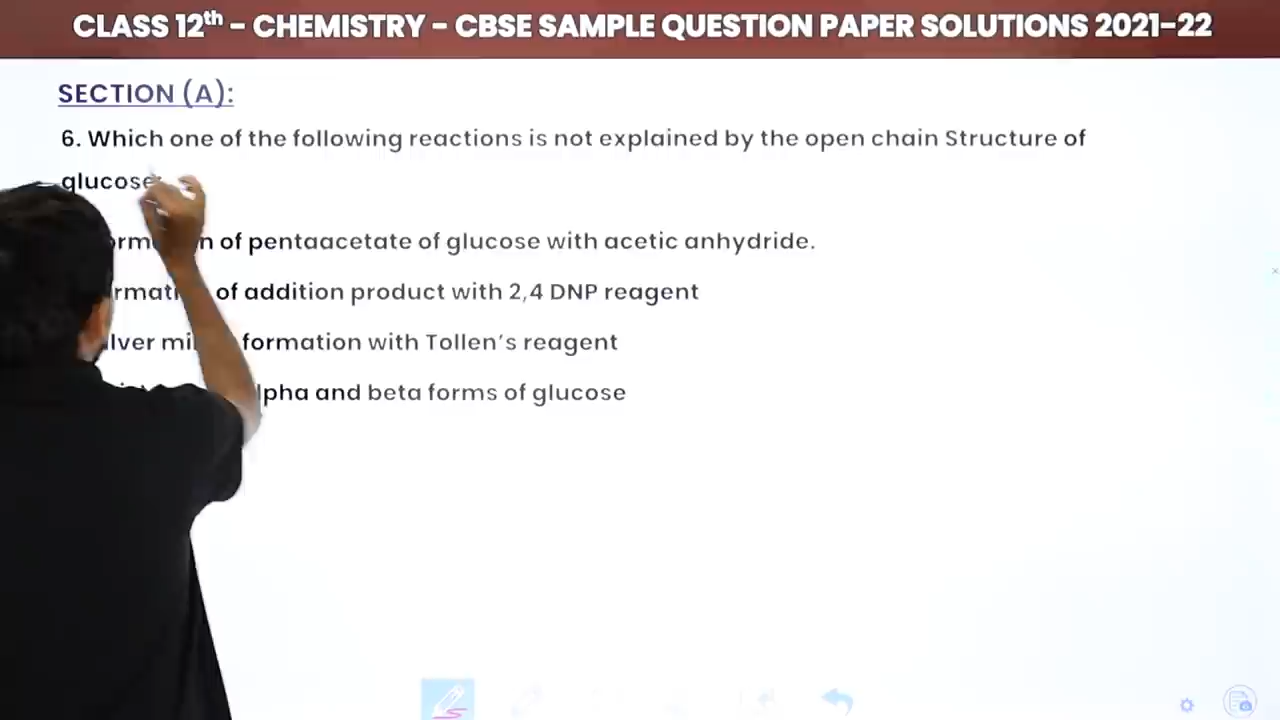 CLASS 12th - CHEMISTRY - CBSE SAMPLE QUESTION PAPER SOLUTIONS 2021-22
SECTION (A):
6. Which one of the following reactions is not explained by the open chain Structure of
glucose
of pentaacetate of glucose with acetic anhydride.
of addition product with 2,4 DNP reagent
formation with Tollen's reagent
and beta forms of glucose